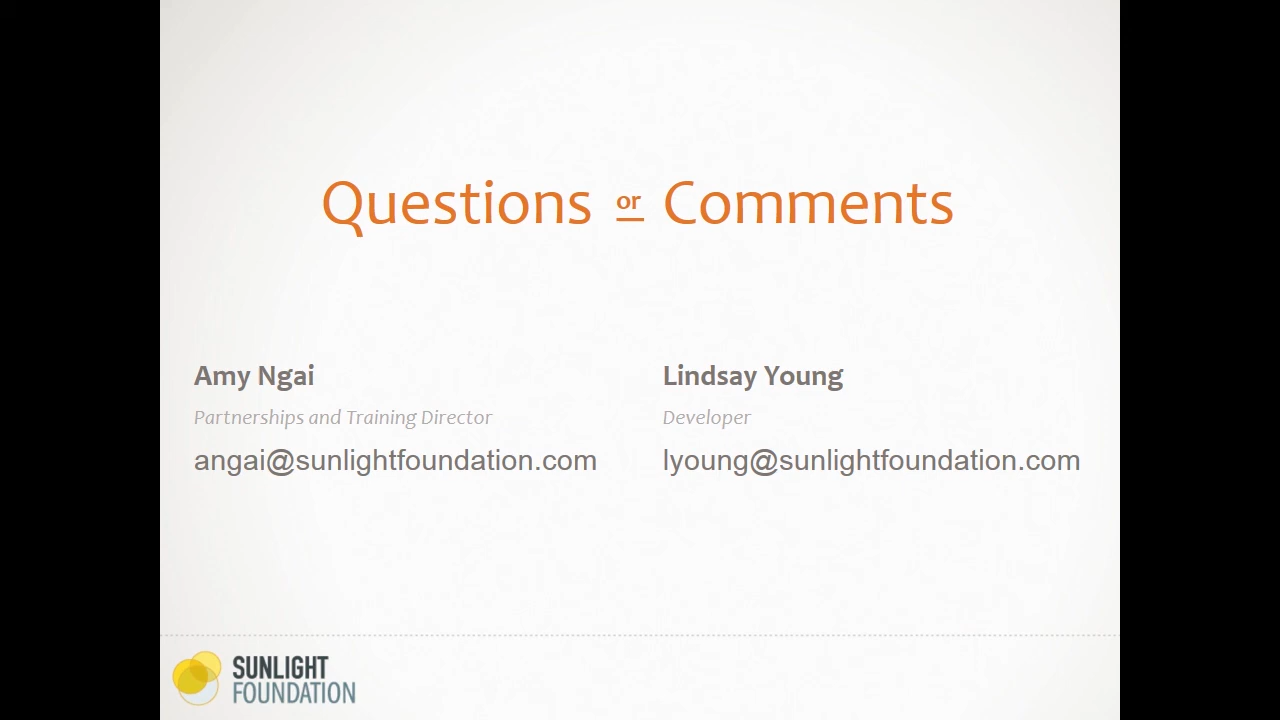 Questions or Comments
Amy Ngai
Partnerships and Training Director
angai@sunlightfoundation.com
Lindsay Young
Developer
lyoung@sunlightfoundation.com
SUNLIGHT
FOUNDATION